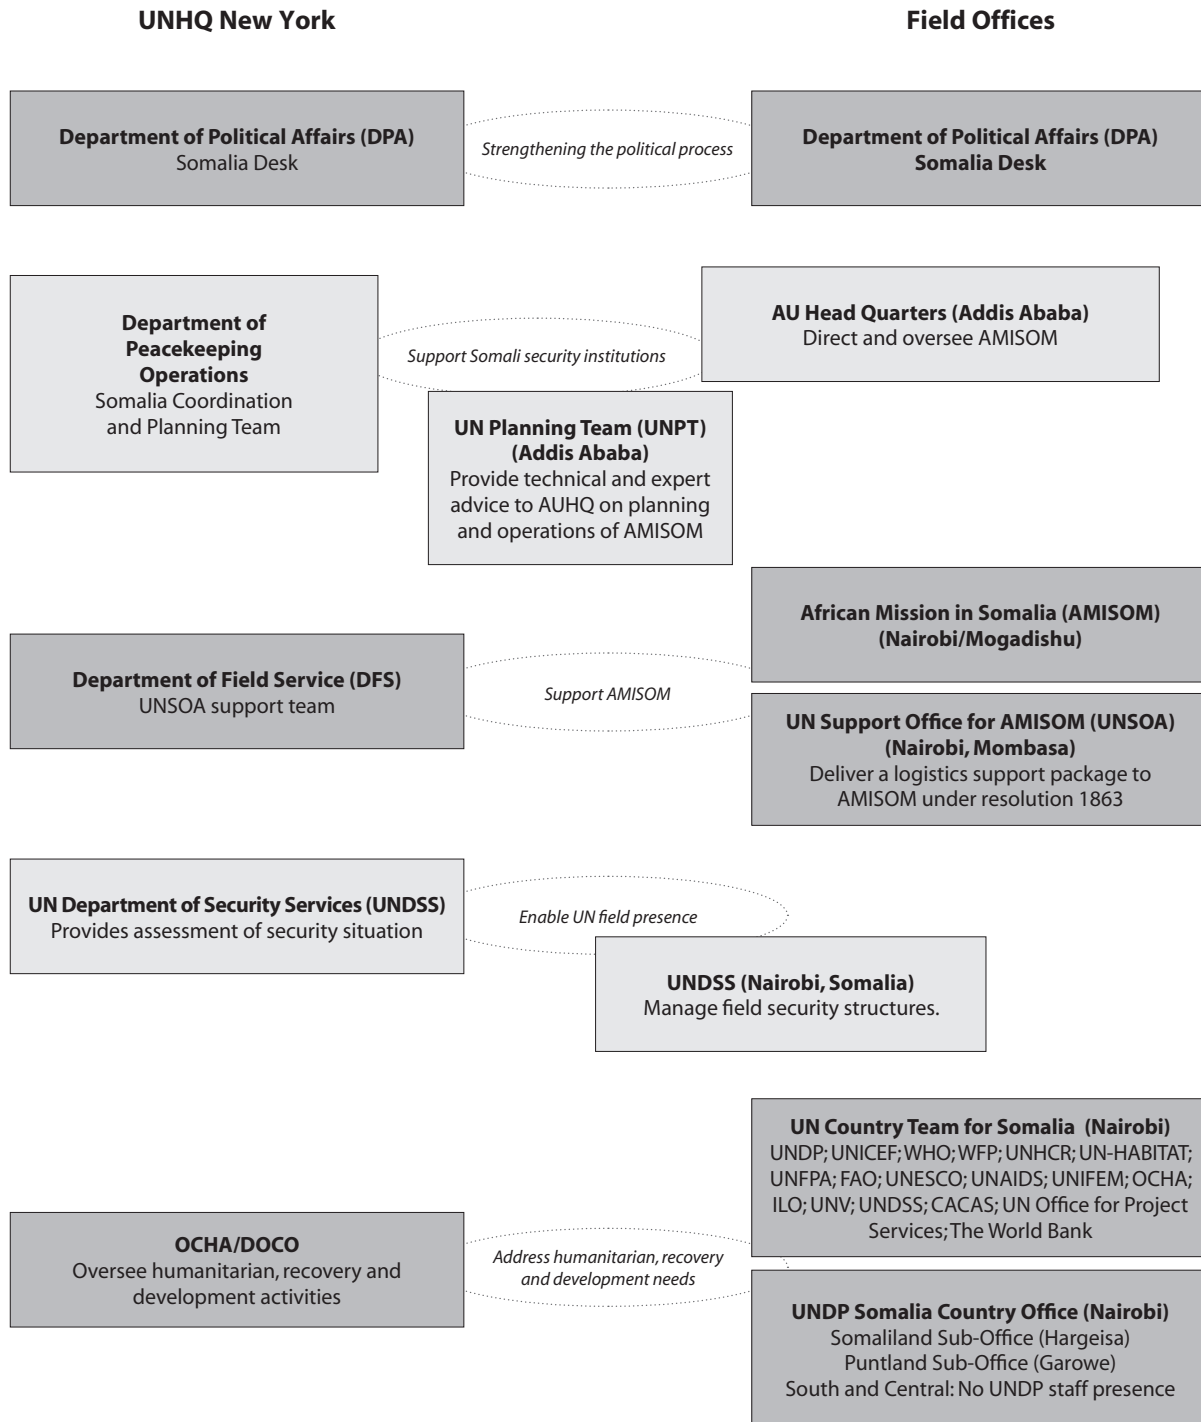 UNHQ New York
Field Offices
Department of Political Affairs (DPA)
Somalia Desk
Strengthening the political process
Department of Political Affairs (DPA)
Somalia Desk
Department of
Peacekeeping
Operations
Somalia Coordination
and Planning Team
Support Somali security institutions
AU Head Quarters (Addis Ababa)
Direct and oversee AMISOM
UN Planning Team (UNPT)
(Addis Ababa)
Provide technical and expert
advice to AUHQ on planning
and operations of AMISOM
Department of Field Service (DFS)
UNSOA support team
Support AMISOM
African Mission in Somalia (AMISOM)
(Nairobi/Mogadishu)
UN Support Office for AMISOM (UNSOA)
(Nairobi, Mombasa)
Deliver a logistics support package to
AMISOM under resolution 1863
UN Department of Security Services (UNDSS)
Provides assessment of security situation
Enable UN field presence
UNDSS (Nairobi, Somalia)
Manage field security structures.
OCHA/DOCO
Oversee humanitarian, recovery and
development activities
Address humanitarian, recovery
and development needs
UN Country Team for Somalia (Nairobi)
UNDP; UNICEF; WHO; WFP; UNHCR; UN-HABITAT;
UNFPA; FAO; UNESCO; UNAIDS; UNIFEM; OCHA;
ILO; UNV; UNDSS; CACAS; UN Office for Project
Services; The World Bank
UNDP Somalia Country Office (Nairobi)
Somaliland Sub-Office (Hargeisa)
Puntland Sub-Office (Garowe)
South and Central: No UNDP staff presence